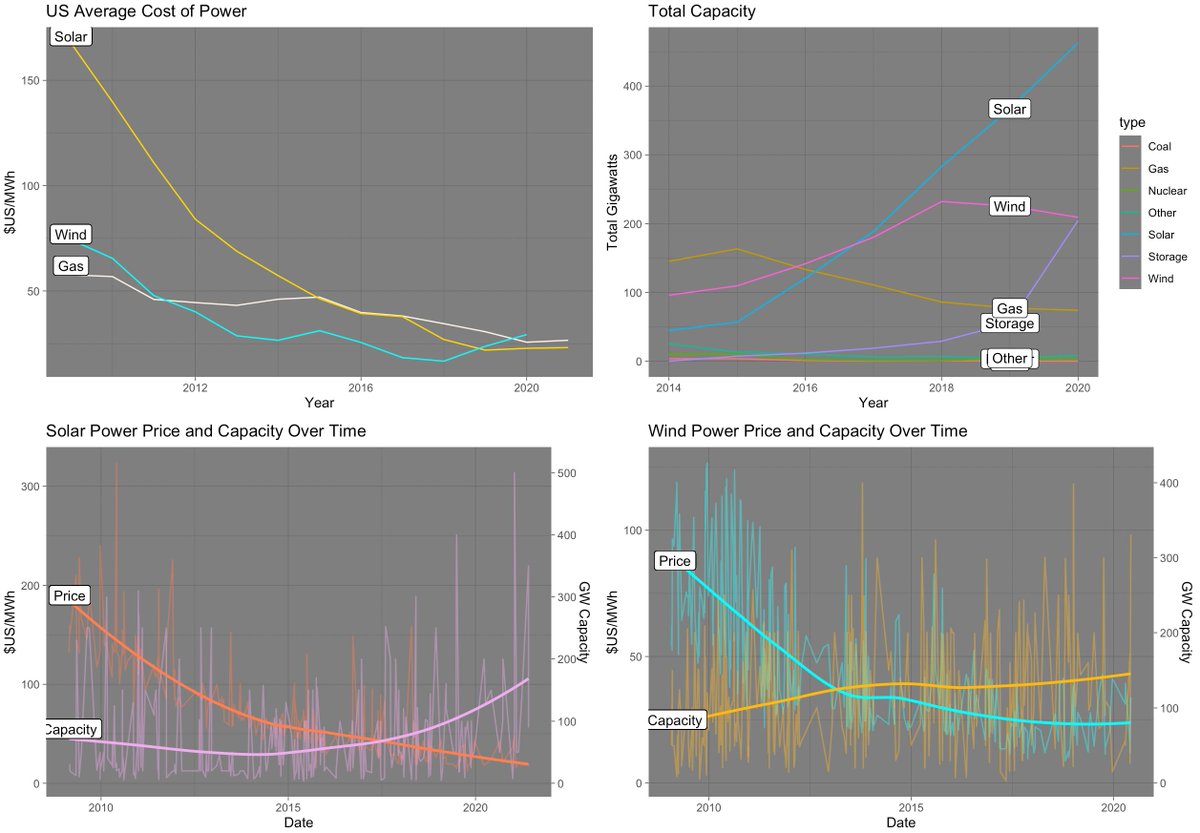 US Average Cost of Power
Solar
Wind
Gas
150
100
50
$US/MWh
2012
2016
2020
Year
Total Capacity
Solar
Wind
Gas
Storage
Other
400
300
200
100
0
Total Gigawatts
2014
2016
2018
2020
Year
type
Coal
Gas
Nuclear
Other
Solar
Storage
Wind
Solar Power Price and Capacity Over Time
Price
Capacity
300
200
100
0
$US/MWh
500
400
300
200
100
0
GW Capacity
2010
2015
2020
Date
Wind Power Price and Capacity Over Time
Price
Capacity
100
50
0
$US/MWh
400
300
200
100
0
GW Capacity
2010
2015
2020
Date